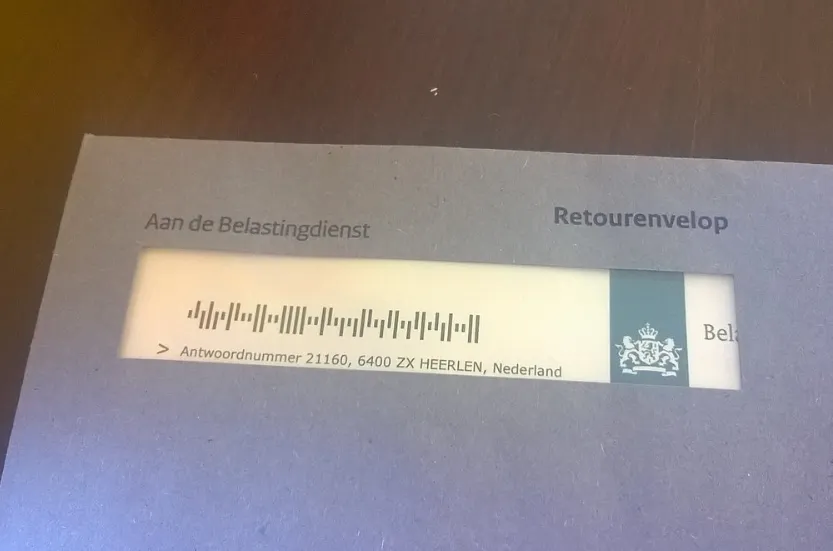 Aan de Belastingdienst
Retourenvelop
> Antwoordnummer 21160, 6400 ZX HEERLEN, Nederland